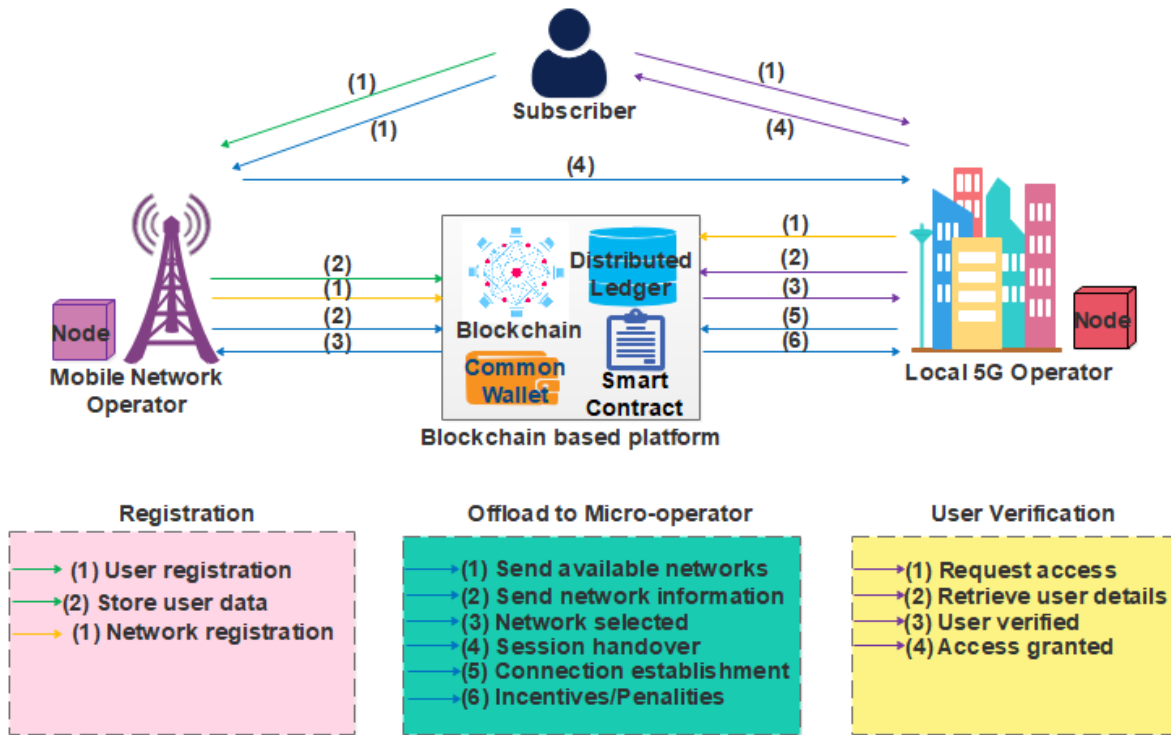 (1)
(1)
Subscriber
(1)
(4)
(4)
(2)
(1)
(2)
(3)
Node
Mobile Network
Operator
Blockchain
Distributed
Ledger
Common
Wallet
Smart
Contract
Blockchain based platform
(1)
(2)
(3)
(5)
(6)
Node
Local 5G Operator
Registration
(1) User registration
(2) Store user data
(1) Network registration
Offload to Micro-operator
(1) Send available networks
(2) Send network information
(3) Network selected
(4) Session handover
(5) Connection establishment
(6) Incentives/Penalities
User Verification
(1) Request access
(2) Retrieve user details
(3) User verified
(4) Access granted